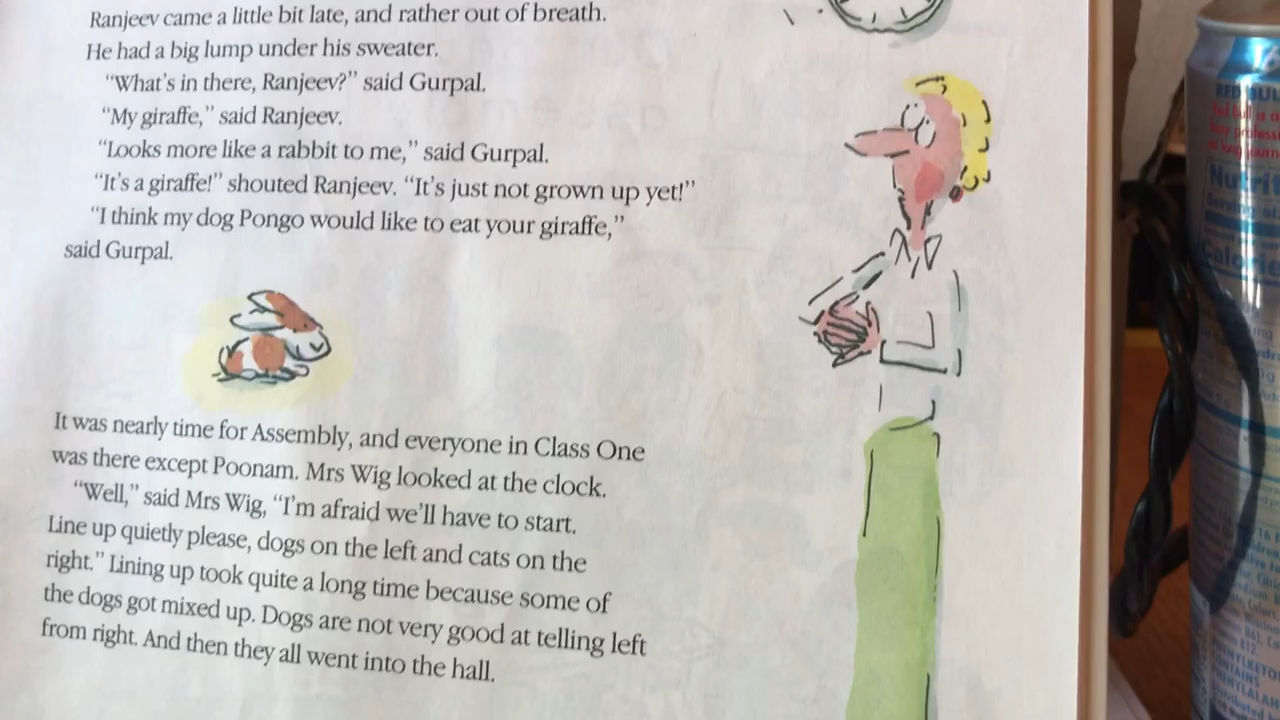 Ranjeev came a little bit late, and rather out of breath.
He had a big lump under his sweater.
“What’s in there, Ranjeev?” said Gurpal.
“My giraffe,” said Ranjeev.
“Looks more like a rabbit to me,” said Gurpal.
“It’s a giraffe!” shouted Ranjeev. “It’s just not grown up yet!”
“I think my dog Pongo would like to eat your giraffe,”
said Gurpal.
It was nearly time for Assembly, and everyone in Class One
was there except Poonam. Mrs Wig looked at the clock.
“Well,” said Mrs Wig, “I’m afraid we’ll have to start.
Line up quietly please, dogs on the left and cats on the
right.” Lining up took quite a long time because some of
the dogs got mixed up. Dogs are not very good at telling left
from right. And then they all went into the hall.
RED BUL